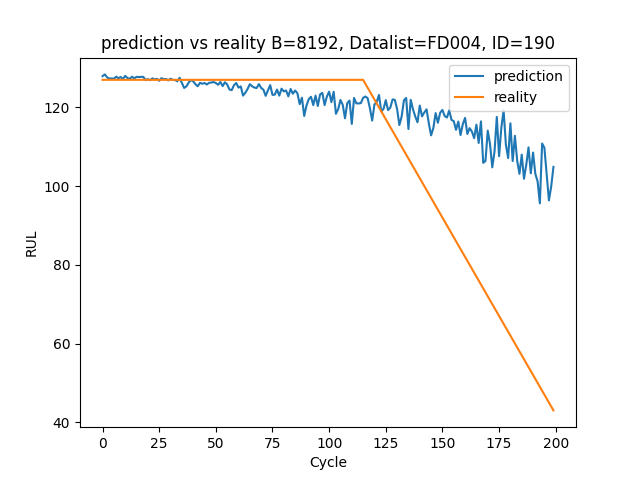 prediction vs reality B=8192, Datalist=FD004, ID=190
prediction
reality
RUL
120
100
80
60
40
0 25 50 75 100 125 150 175 200
Cycle